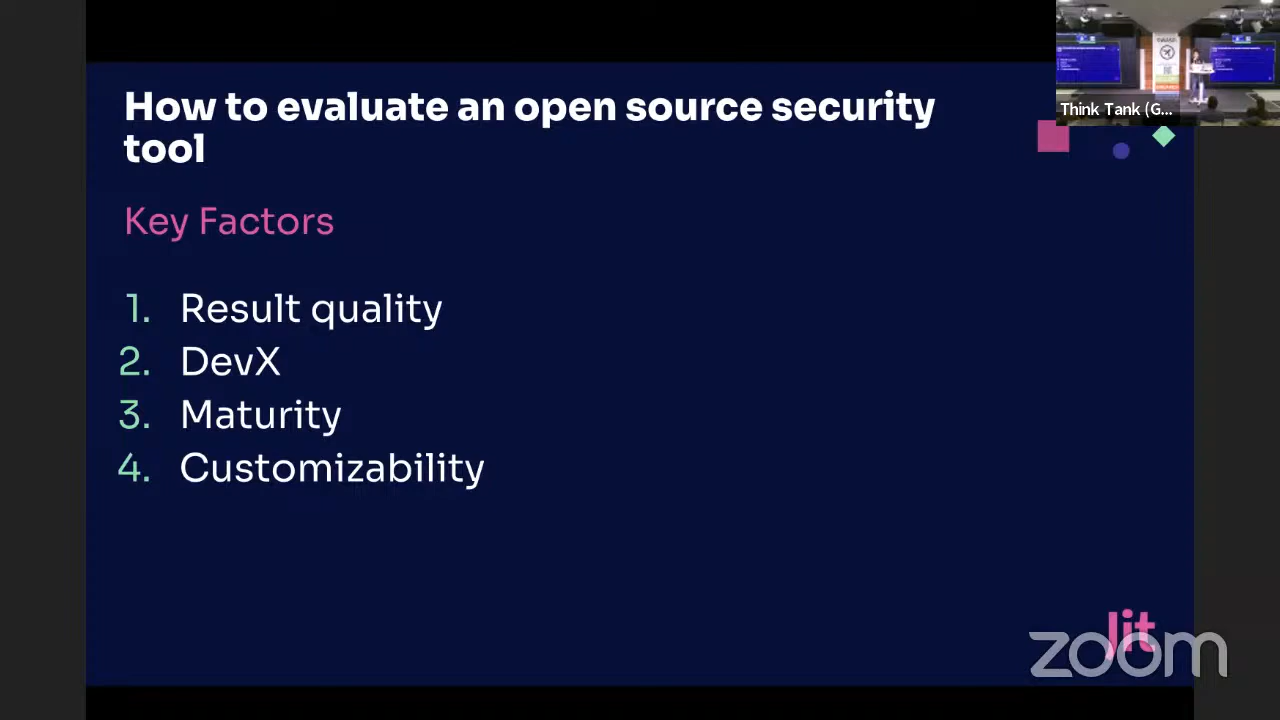 How to evaluate an open source security
tool
Key Factors
1. Result quality
2. DevX
3. Maturity
4. Customizability
Think Tank (G...
Jit
zoom